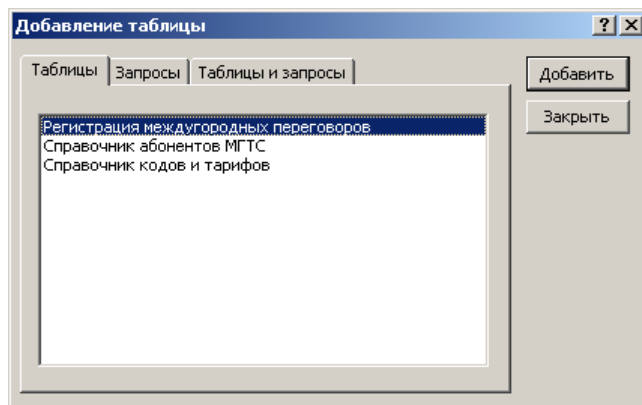 Добавление таблицы
Таблицы Запросы Таблицы и запросы
Добавить
Закрыть
Регистрация междугородных переговоров
Справочник абонентов МГТС
Справочник кодов и тарифов